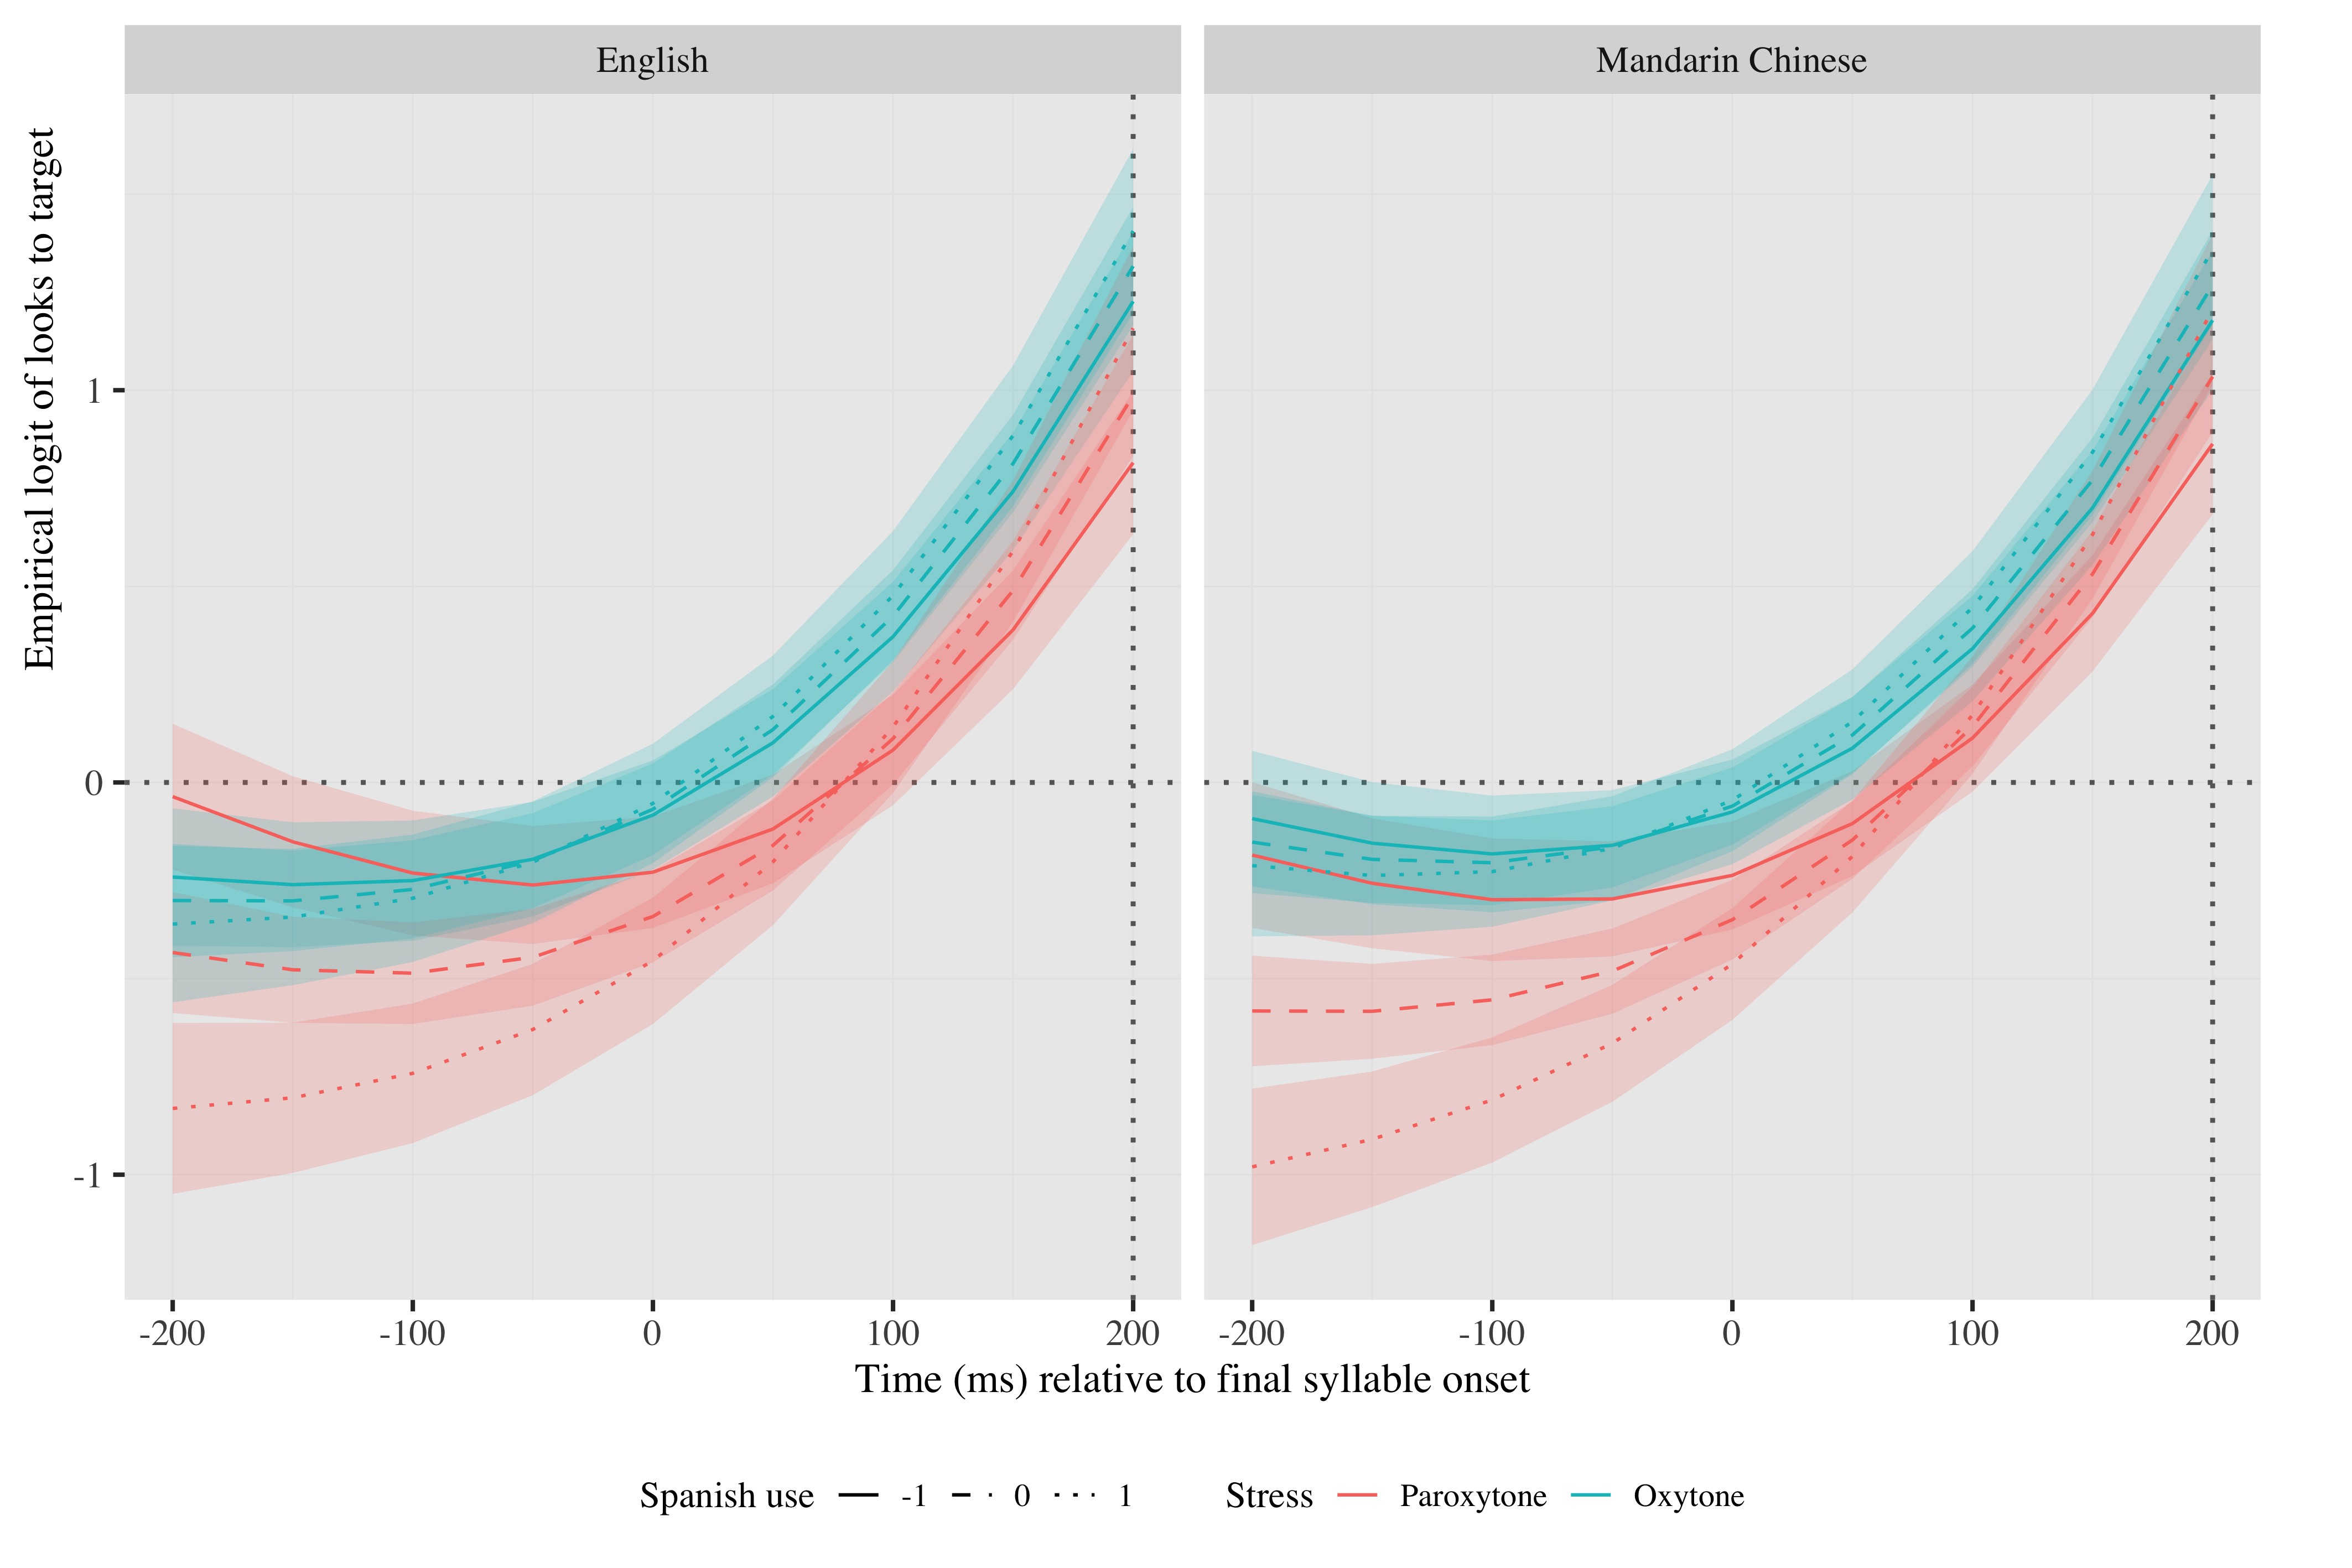 English
Mandarin Chinese
Empirical logit of looks to target
1
0
-1
-200 -100 0 100 200
-200 -100 0 100 200
Time (ms) relative to final syllable onset
Spanish use -1 0 1 Stress Paroxytone Oxytone